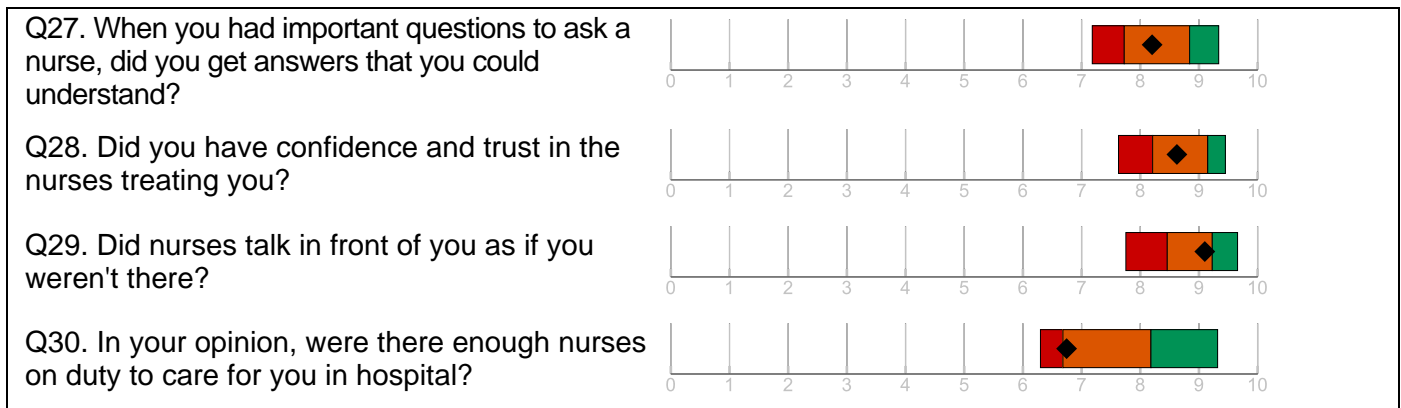 Q27. When you had important questions to ask a
nurse, did you get answers that you could
understand?
0 1 2 3 4 5 6 7 8 9 10
Q28. Did you have confidence and trust in the
nurses treating you?
0 1 2 3 4 5 6 7 8 9 10
Q29. Did nurses talk in front of you as if you
weren't there?
0 1 2 3 4 5 6 7 8 9 10
Q30. In your opinion, were there enough nurses
on duty to care for you in hospital?
0 1 2 3 4 5 6 7 8 9 10